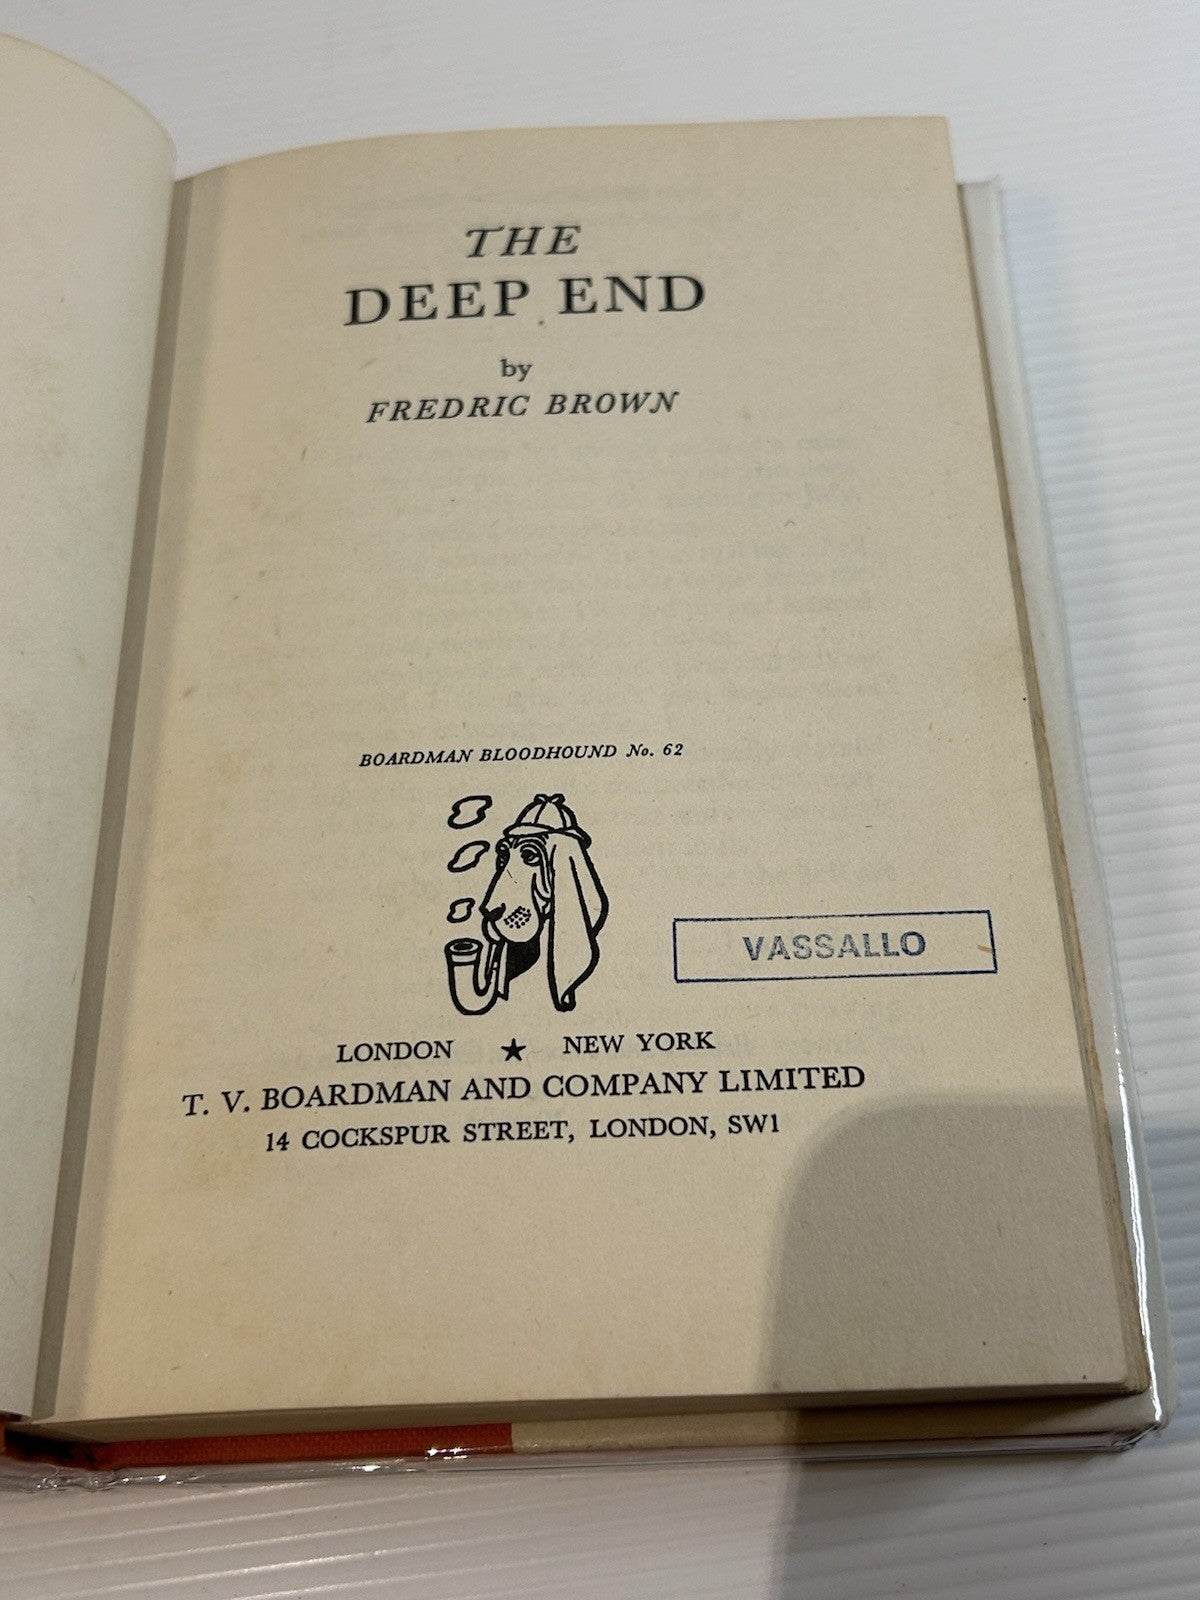 THE
DEEP END
by
FREDRIC BROWN
BOARDMAN BLOODHOUND No. 62
VASSALLO
LONDON ★ NEW YORK
T. V. BOARDMAN AND COMPANY LIMITED
14 COCKSPUR STREET, LONDON, SW1